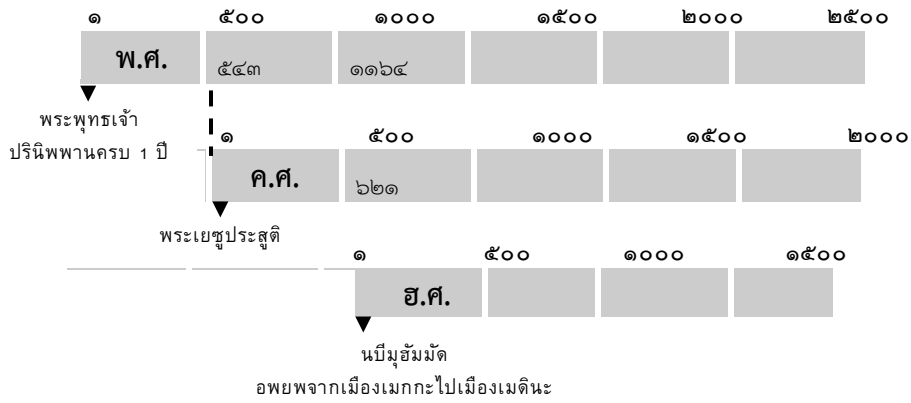 ๑ ๕๐๐ ๑๐๐๐ ๑๕๐๐ ๒๐๐๐ ๒๕๐๐
พ.ศ. ๕๔๓ ๑๑๖๔
พระพุทธเจ้า
ปรินิพพานครบ 1 ปี
๑ ๕๐๐ ๑๐๐๐ ๑๕๐๐ ๒๐๐๐
ค.ศ. ๖๒๑
พระเยซูประสูติ
๑ ๕๐๐ ๑๐๐๐ ๑๕๐๐
ฮ.ศ.
นบีมุฮัมมัด
อพยพจากเมืองเมกกะไปเมืองเมดินะ